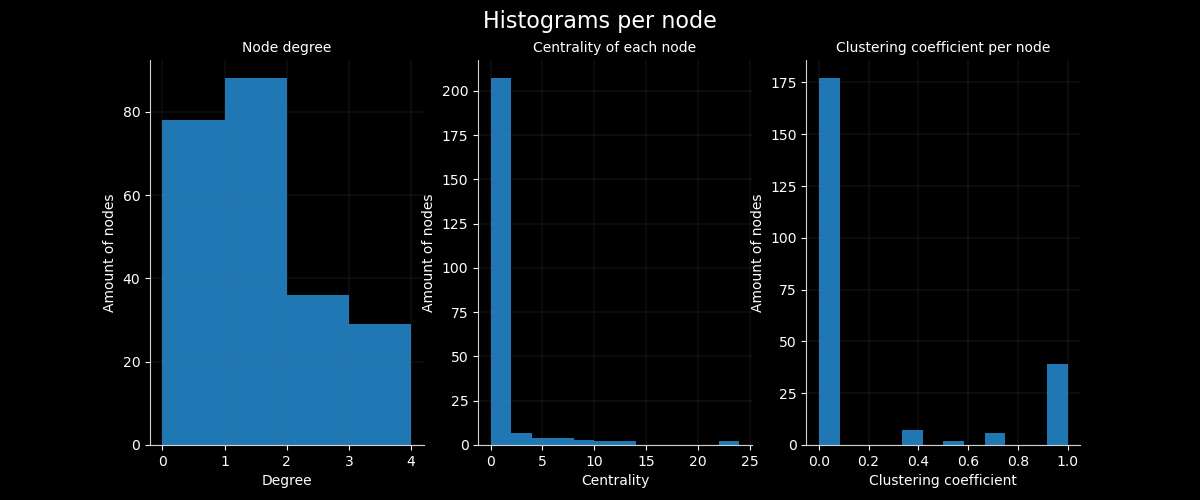 Histograms per node
Node degree
Amount of nodes
80
60
40
20
0
0 1 2 3 4
Degree
Centrality of each node
Amount of nodes
200
175
150
125
100
75
50
25
0
0 5 10 15 20 25
Centrality
Clustering coefficient per node
Amount of nodes
175
150
125
100
75
50
25
0
0.0 0.2 0.4 0.6 0.8 1.0
Clustering coefficient